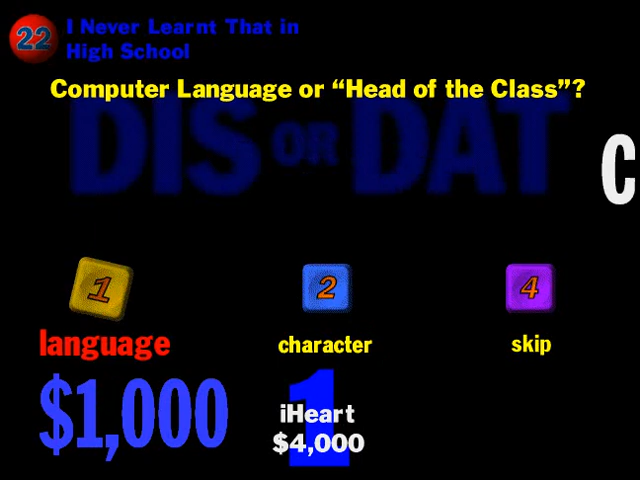 22
I Never Learnt That in
High School
Computer Language or “Head of the Class”?
DIS OR DAT
C
1
2
4
language
character
skip
$1,000
1
iHeart
$4,000